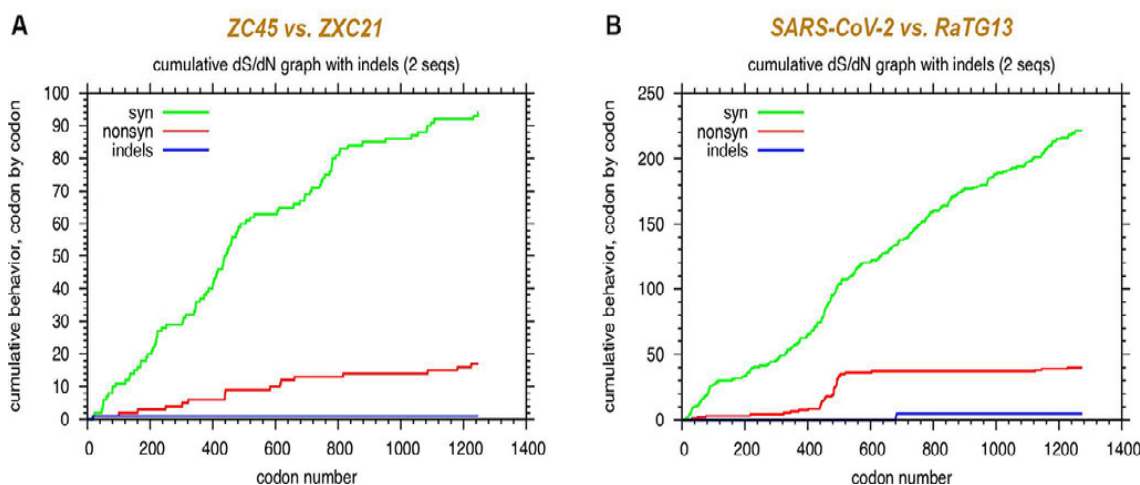 A
ZC45 vs. ZXC21
cumulative dS/dN graph with indels (2 seqs)
cumulative behavior, codon by codon
100
90
80
70
60
50
40
30
20
10
0
syn
nonsyn
indels
0 200 400 600 800 1000 1200 1400
codon number
B
SARS-CoV-2 vs. RaTG13
cumulative dS/dN graph with indels (2 seqs)
cumulative behavior, codon by codon
250
200
150
100
50
0
syn
nonsyn
indels
0 200 400 600 800 1000 1200 1400
codon number